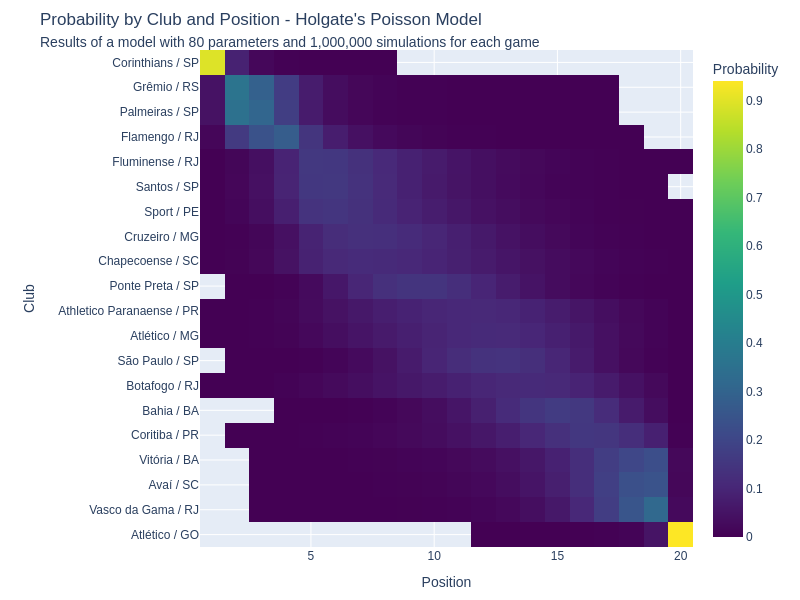 Probability by Club and Position - Holgate's Poisson Model
Results of a model with 80 parameters and 1,000,000 simulations for each game
Probability
Corinthians / SP
Grêmio / RS
Palmeiras / SP
Flamengo / RJ
Fluminense / RJ
Santos / SP
Sport / PE
Cruzeiro / MG
Chapecoense / SC
Ponte Preta / SP
Athletico Paranaense / PR
Atlético / MG
São Paulo / SP
Botafogo / RJ
Bahia / BA
Coritiba / PR
Vitória / BA
Avaí / SC
Vasco da Gama / RJ
Atlético / GO
Club
5
10
15
20
Position
0.9
0.8
0.7
0.6
0.5
0.4
0.3
0.2
0.1
0